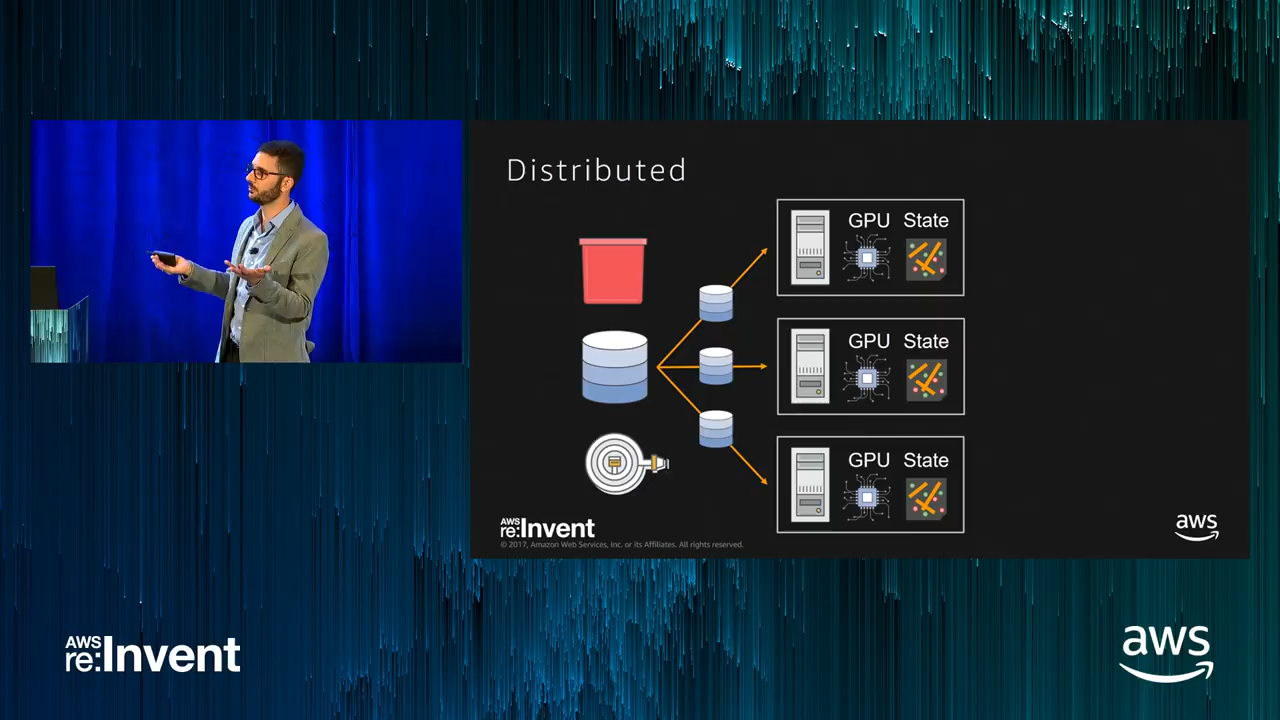 Distributed
GPU State
GPU State
GPU State
AWS
re:Invent
© 2017, Amazon Web Services, Inc. or its Affiliates. All rights reserved.
aws
AWS
re:Invent
aws